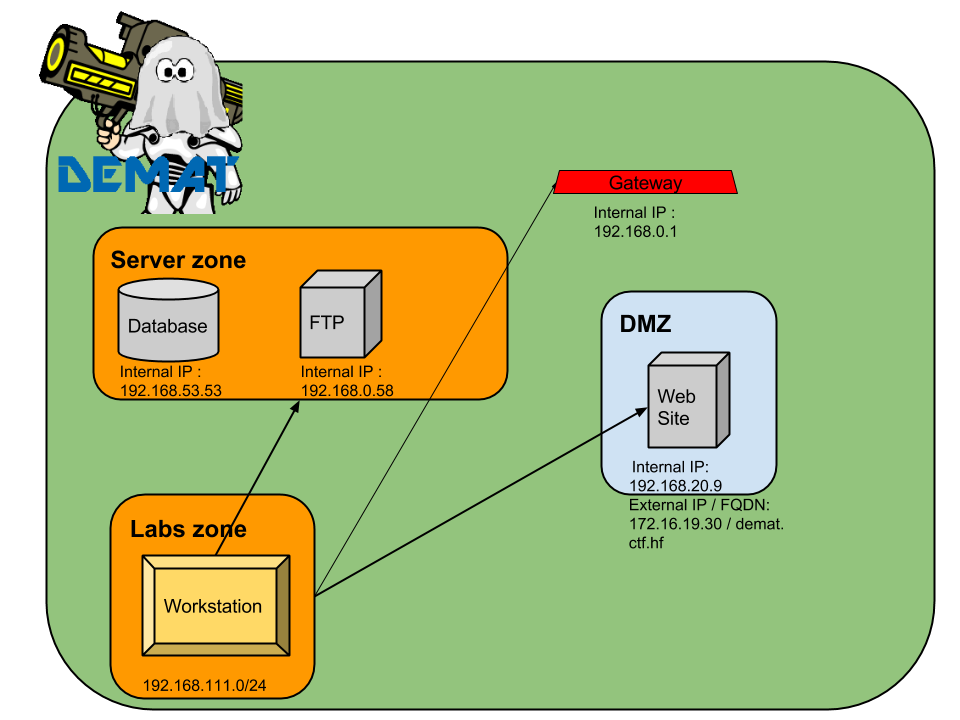 DEMAT
Gateway
Internal IP :
192.168.0.1
Server zone
Database
FTP
Internal IP :
192.168.53.53
Internal IP :
192.168.0.58
DMZ
Web
Site
Internal IP:
192.168.20.9
External IP / FQDN:
172.16.19.30 / demat.
ctf.hf
Labs zone
Workstation
192.168.111.0/24